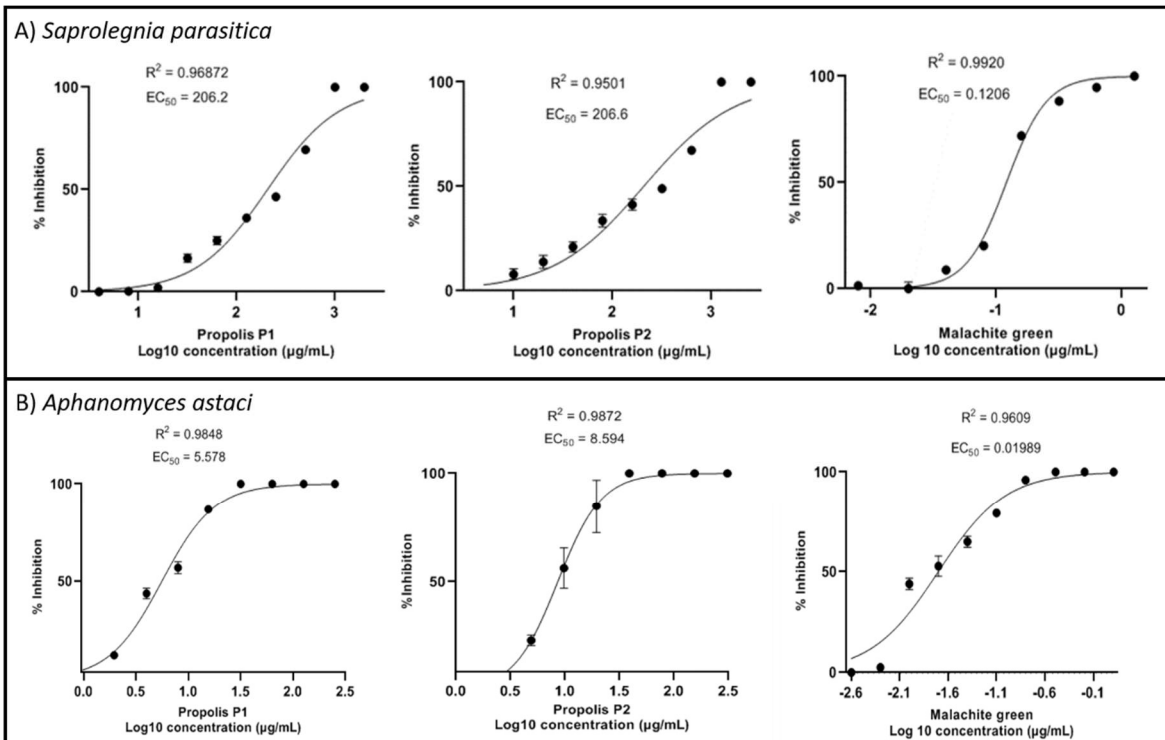 A) Saprolegnia parasitica
R² = 0.96872
EC₅₀ = 206.2
% Inhibition
100
50
0
1
2
3
Propolis P1
Log10 concentration (µg/mL)
R² = 0.9501
EC₅₀ = 206.6
% Inhibition
100
50
0
1
2
3
Propolis P2
Log10 concentration (µg/mL)
R² = 0.9920
EC₅₀ = 0.1206
% Inhibition
100
50
0
-2
-1
0
Malachite green
Log 10 concentration (µg/mL)
B) Aphanomyces astaci
R² = 0.9848
EC₅₀ = 5.578
% Inhibition
100
50
0.0
0.5
1.0
1.5
2.0
2.5
Propolis P1
Log10 concentration (µg/mL)
R² = 0.9872
EC₅₀ = 8.594
% Inhibition
100
50
0.0
0.5
1.0
1.5
2.0
2.5
Propolis P2
Log10 concentration (µg/mL)
R² = 0.9609
EC₅₀ = 0.01989
% Inhibition
100
50
0
-2.6
-2.1
-1.6
-1.1
-0.6
-0.1
Malachite green
Log 10 concentration (µg/mL)